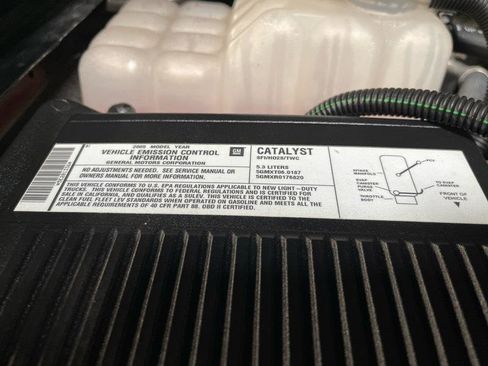 2005 MODEL YEAR
VEHICLE EMISSION CONTROL
INFORMATION
GENERAL MOTORS CORPORATION
GM
CATALYST
SFI/HO2S/TWC
NO ADJUSTMENTS NEEDED. SEE SERVICE MANUAL OR
OWNERS MANUAL FOR MORE INFORMATION.
5.3 LITERS
5GMXT05.0187
5GMXR0176820
THIS VEHICLE CONFORMS TO U.S. EPA REGULATIONS APPLICABLE TO NEW LIGHT-DUTY
TRUCKS. THIS VEHICLE CONFORMS TO FEDERAL REGULATIONS AND IS CERTIFIED FOR
SALE IN CALIFORNIA, AND QUALIFIES AS A BULEV. THIS VEHICLE IS CERTIFIED TO
CLEAN FUEL FLEET LEV STANDARDS WHEN OPERATED ON GASOLINE AND MEETS ALL THE
APPLICABLE REQUIREMENTS OF 40 CFR PART 88. OBD II CERTIFIED.
INTAKE
MANIFOLD
PCV
EVAP
CANISTER
PURGE
VALVE
THROTTLE
BODY
TO EVAP
CANISTER
FRONT OF
VEHICLE